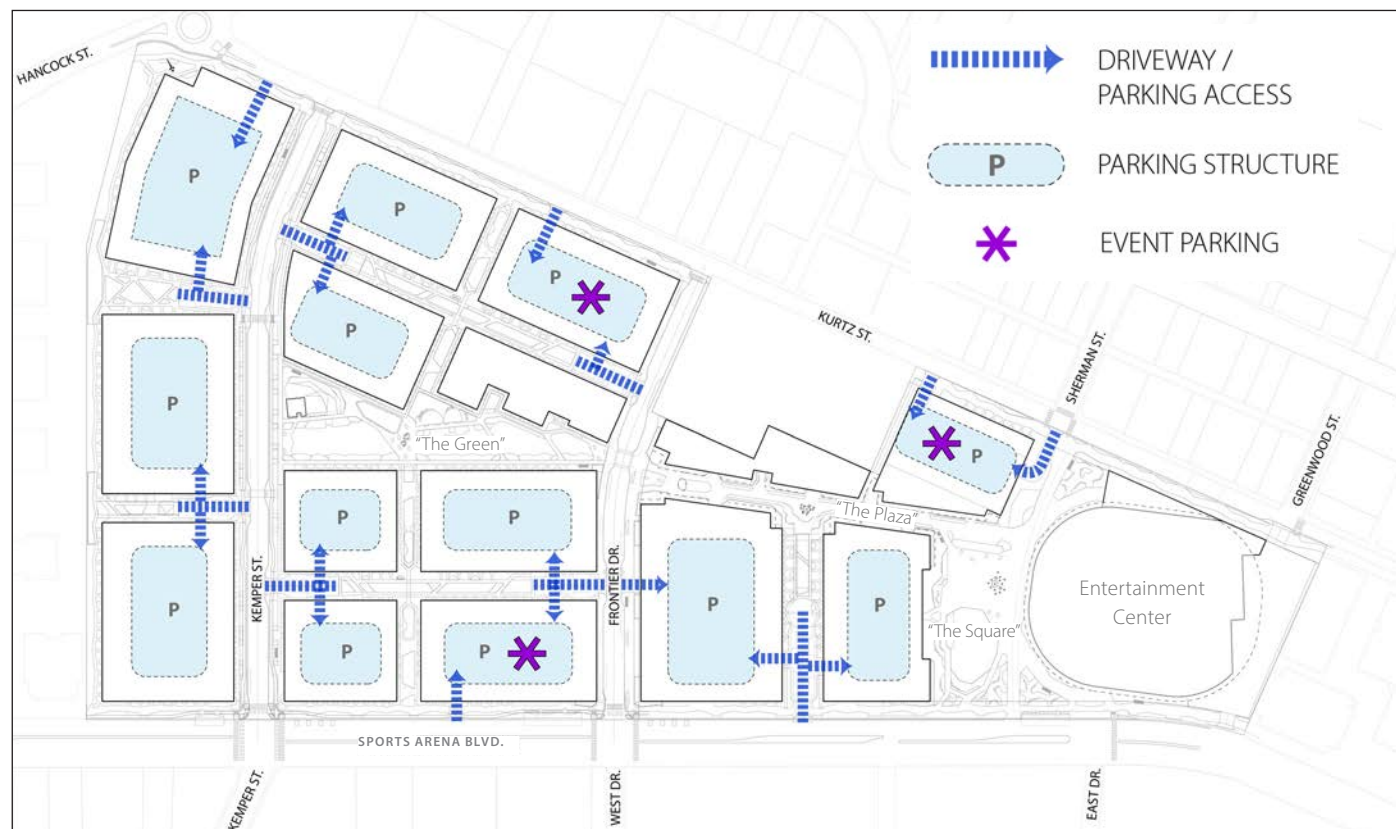 HANCOCK ST.
DRIVEWAY /
PARKING ACCESS
P
PARKING STRUCTURE
EVENT PARKING
P
P
P
P
KURTZ ST.
SHERMAN ST.
GREENWOOD ST.
P
P
"The Green"
P
"The Plaza"
P
P
P
KEMPER ST.
FRONTIER DR.
P
P
P
"The Square"
Entertainment
Center
P
P
SPORTS ARENA BLVD.
KEMPER ST.
WEST DR.
EAST DR.